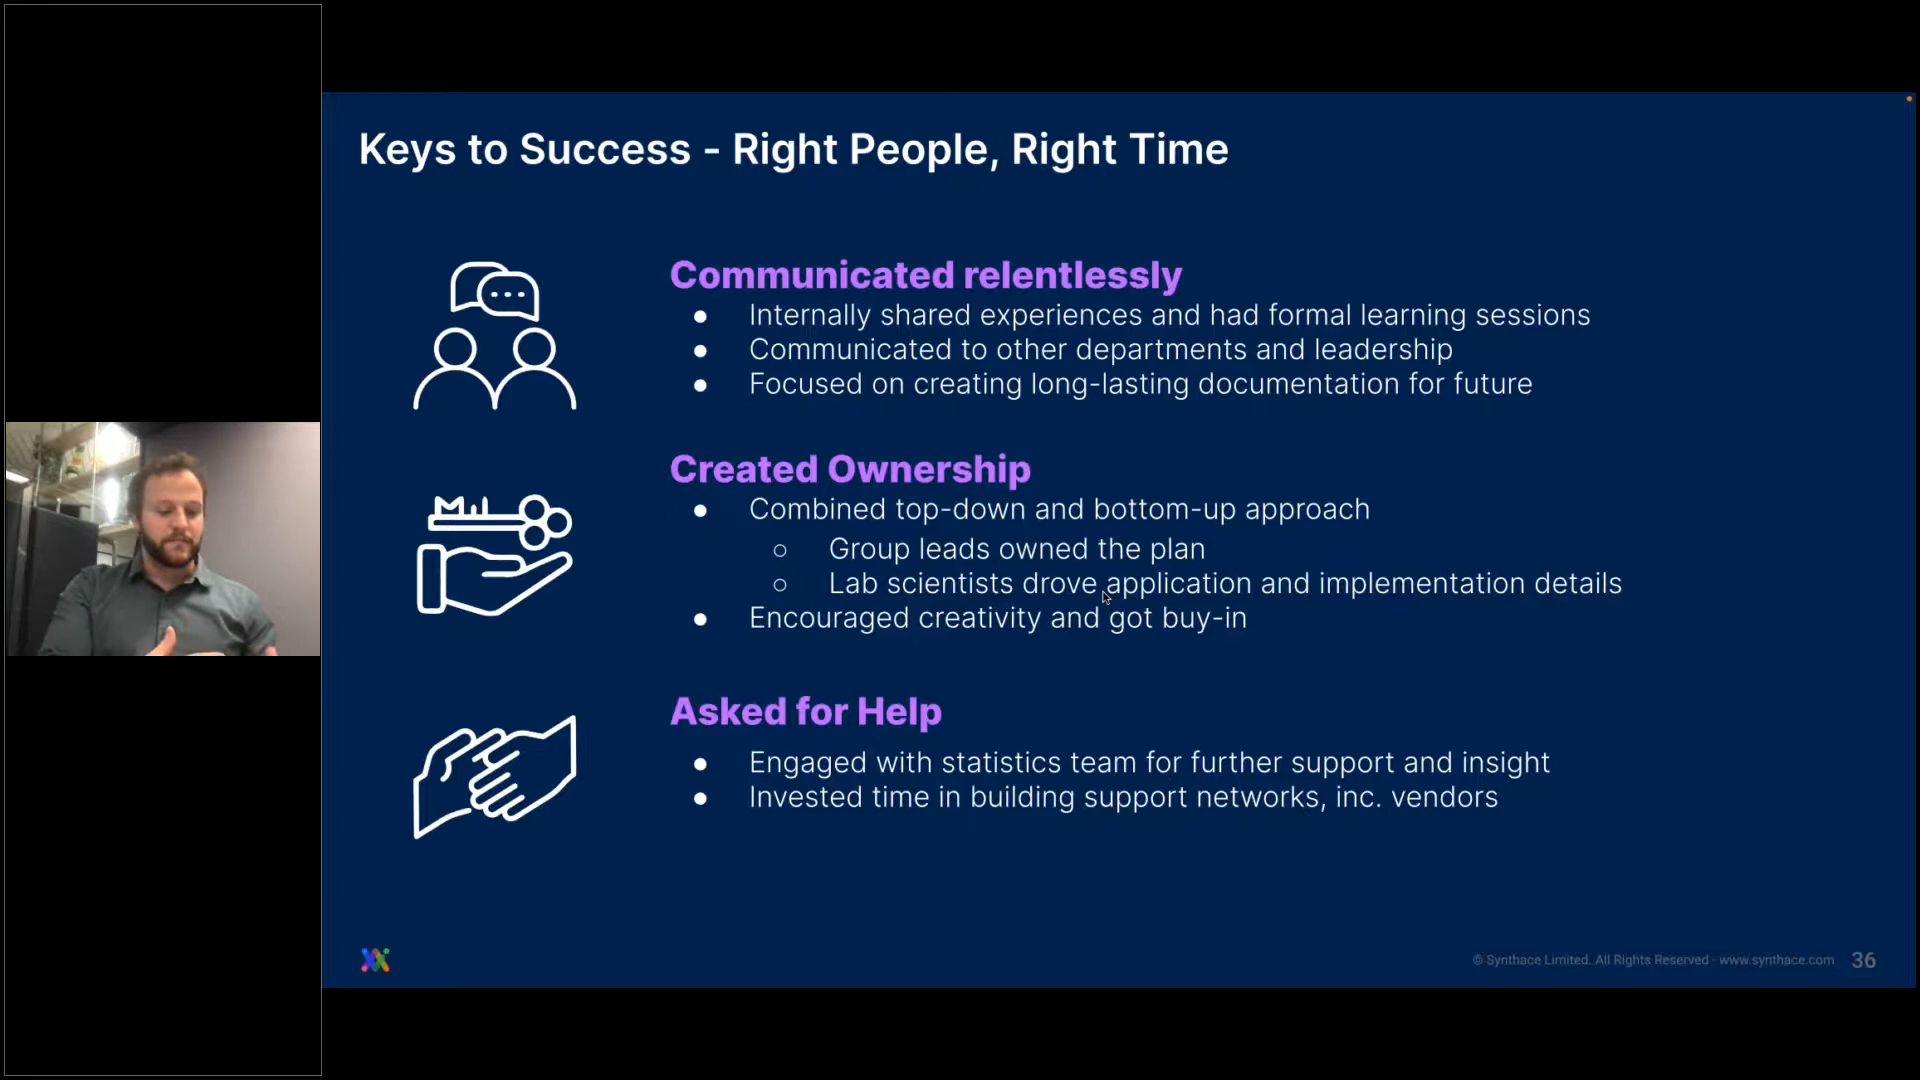 Keys to Success - Right People, Right Time
Communicated relentlessly
● Internally shared experiences and had formal learning sessions
● Communicated to other departments and leadership
● Focused on creating long-lasting documentation for future
Created Ownership
● Combined top-down and bottom-up approach
○ Group leads owned the plan
○ Lab scientists drove application and implementation details
● Encouraged creativity and got buy-in
Asked for Help
● Engaged with statistics team for further support and insight
● Invested time in building support networks, inc. vendors
© Synthace Limited. All Rights Reserved - www.synthace.com 36